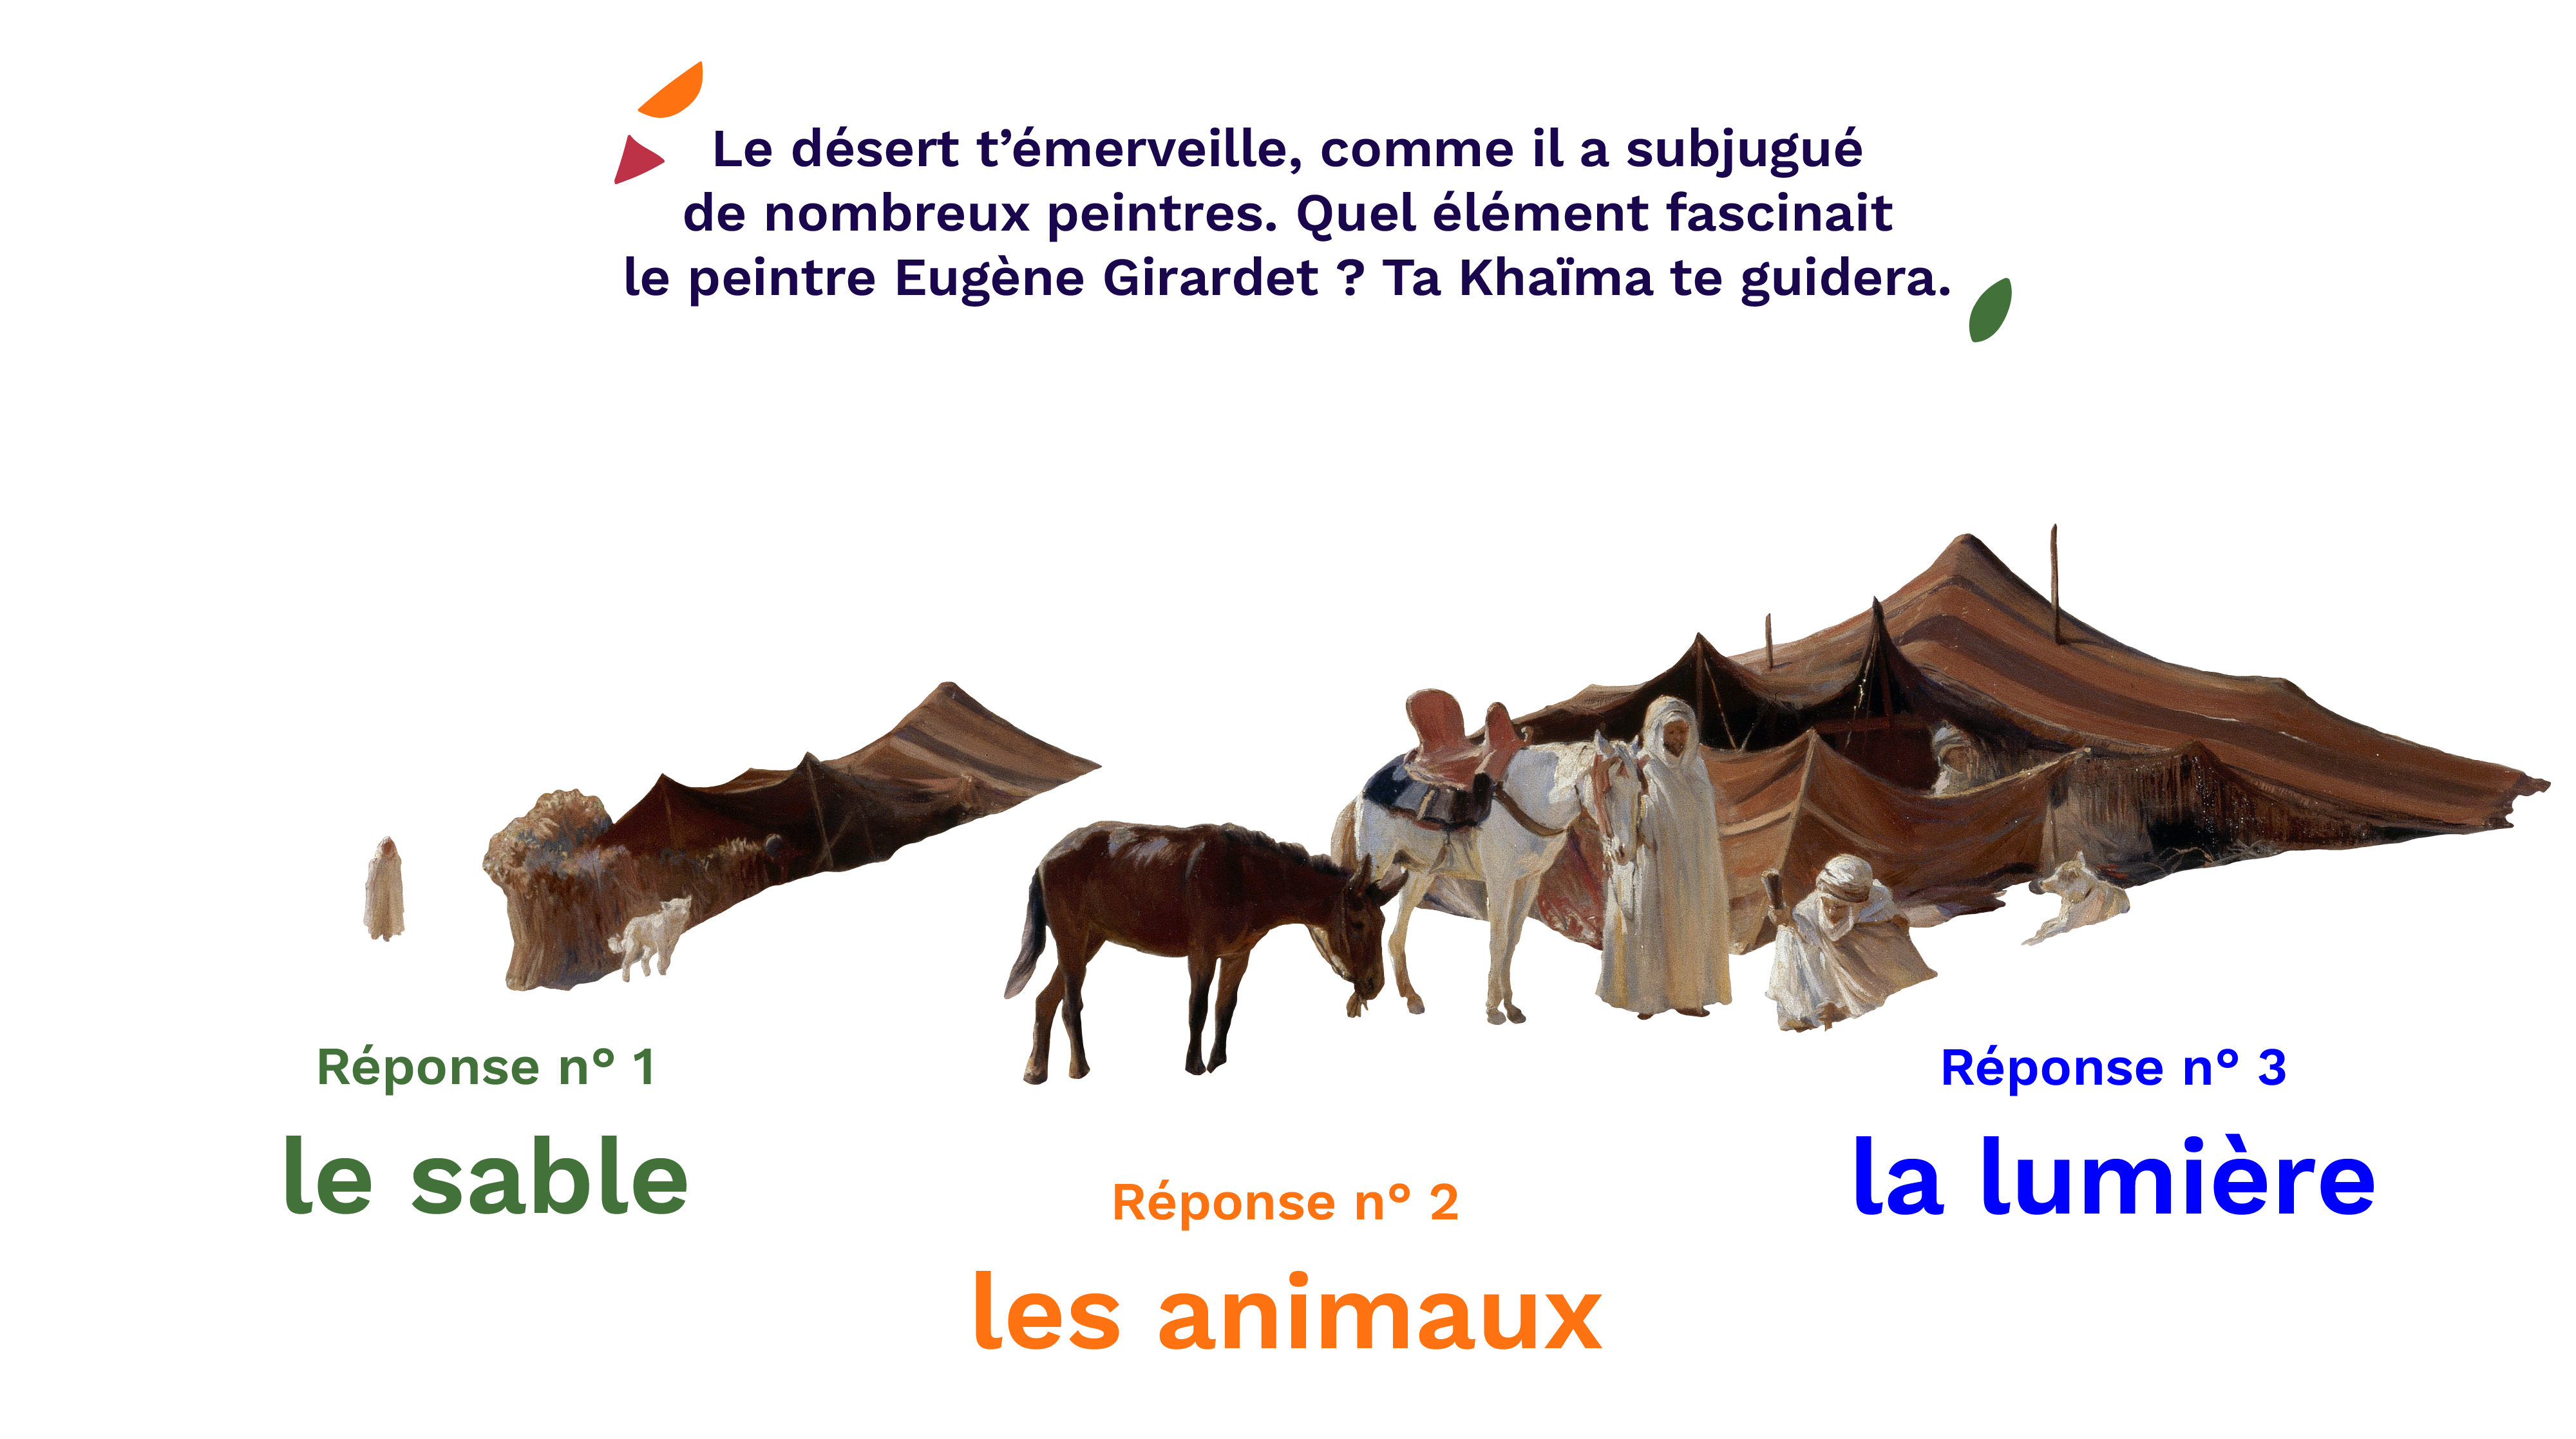 Le désert t’émerveille, comme il a subjugué
de nombreux peintres. Quel élément fascinait
le peintre Eugène Girardet ? Ta Khaïma te guidera.
Réponse n° 1
le sable
Réponse n° 2
les animaux
Réponse n° 3
la lumière